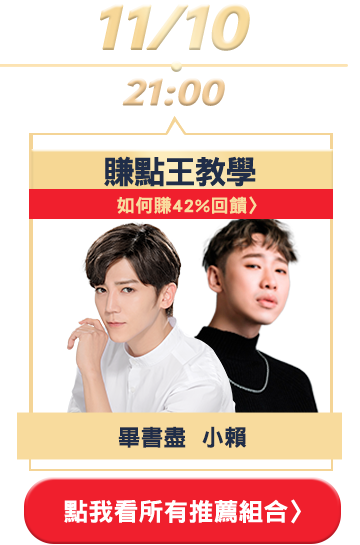 11/10
21:00
賺點王教學
如何賺42%回饋〉
畢書盡 小賴
點我看所有推薦組合〉